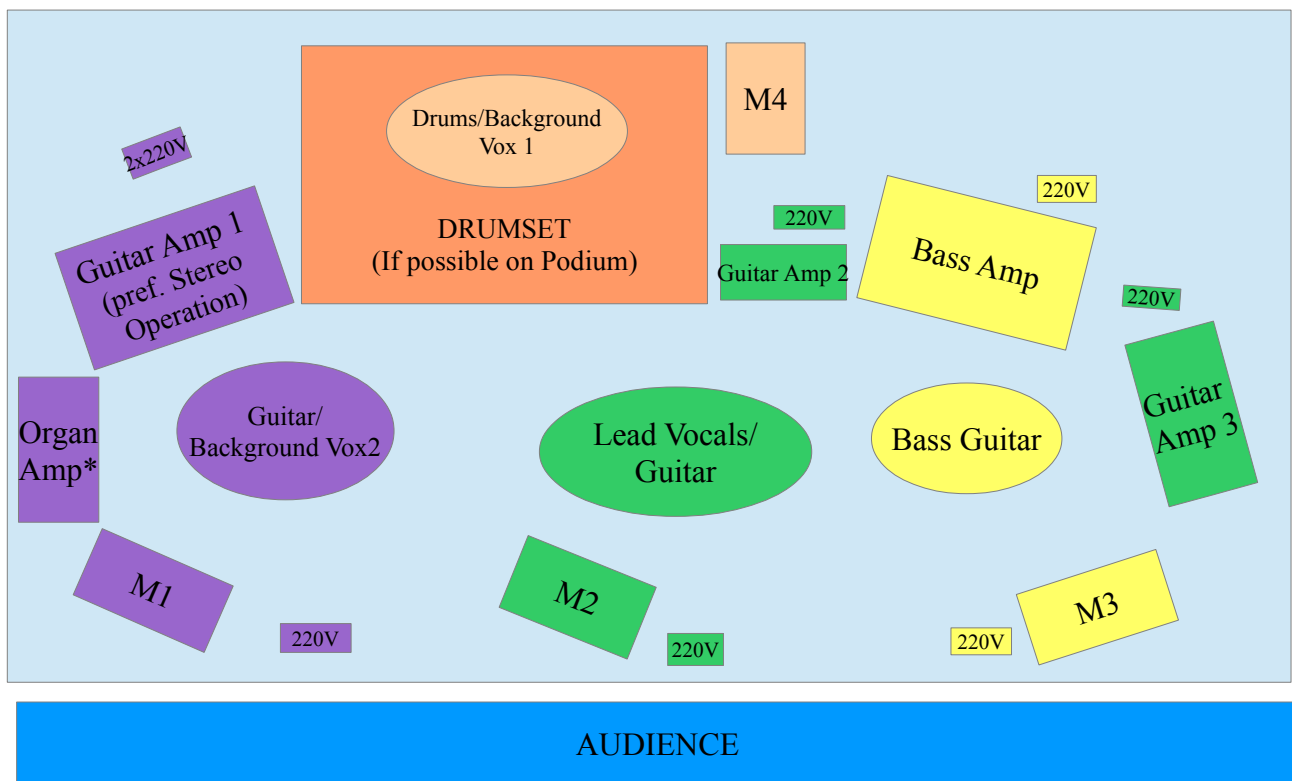 Drums/Background
Vox 1
M4
2x220V
DRUMSET
(If possible on Podium)
220V
220V
Guitar Amp 1
(pref. Stereo
Operation)
Guitar Amp 2
Bass Amp
220V
Organ
Amp*
Guitar/
Background Vox2
Lead Vocals/
Guitar
Bass Guitar
Guitar
Amp 3
M1
M2
M3
220V
220V
220V
AUDIENCE